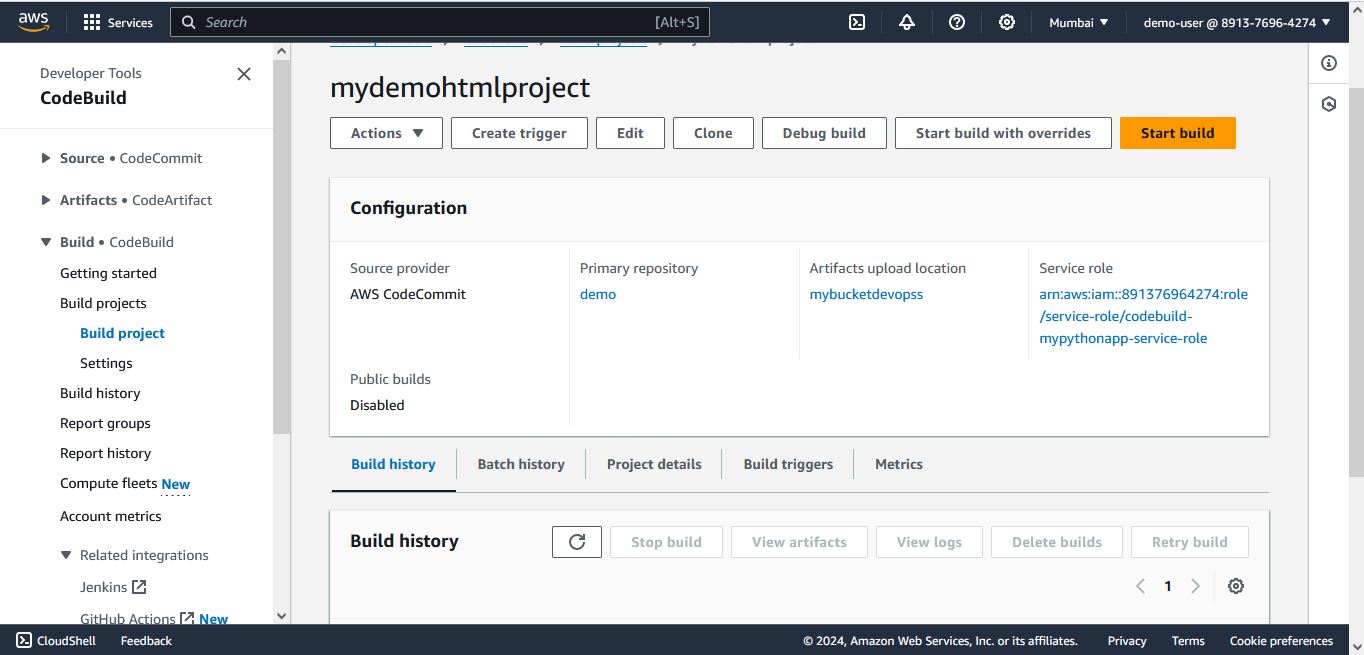 aws
Services
Search
[Alt+S]
Mumbai
demo-user @ 8913-7696-4274
Developer Tools
CodeBuild
Source • CodeCommit
Artifacts • CodeArtifact
Build • CodeBuild
Getting started
Build projects
Build project
Settings
Build history
Report groups
Report history
Compute fleets New
Account metrics
Related integrations
Jenkins
GitHub Actions New
mydemohtmlproject
Actions
Create trigger
Edit
Clone
Debug build
Start build with overrides
Start build
Configuration
Source provider
AWS CodeCommit
Primary repository
demo
Artifacts upload location
mybucketdevopss
Service role
arn:aws:iam::891376964274:role
/service-role/codebuild-
mypythonapp-service-role
Public builds
Disabled
Build history
Batch history
Project details
Build triggers
Metrics
Build history
Stop build
View artifacts
View logs
Delete builds
Retry build
1
CloudShell
Feedback
© 2024, Amazon Web Services, Inc. or its affiliates.
Privacy
Terms
Cookie preferences